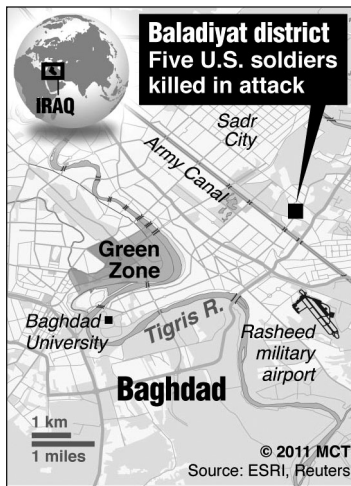 Baladiyat district
Five U.S. soldiers
killed in attack
IRAQ
Sadr
City
Army Canal
Green
Zone
Baghdad
University
Tigris R.
Rasheed
military
airport
Baghdad
1 km
1 miles
© 2011 MCT
Source: ESRI, Reuters